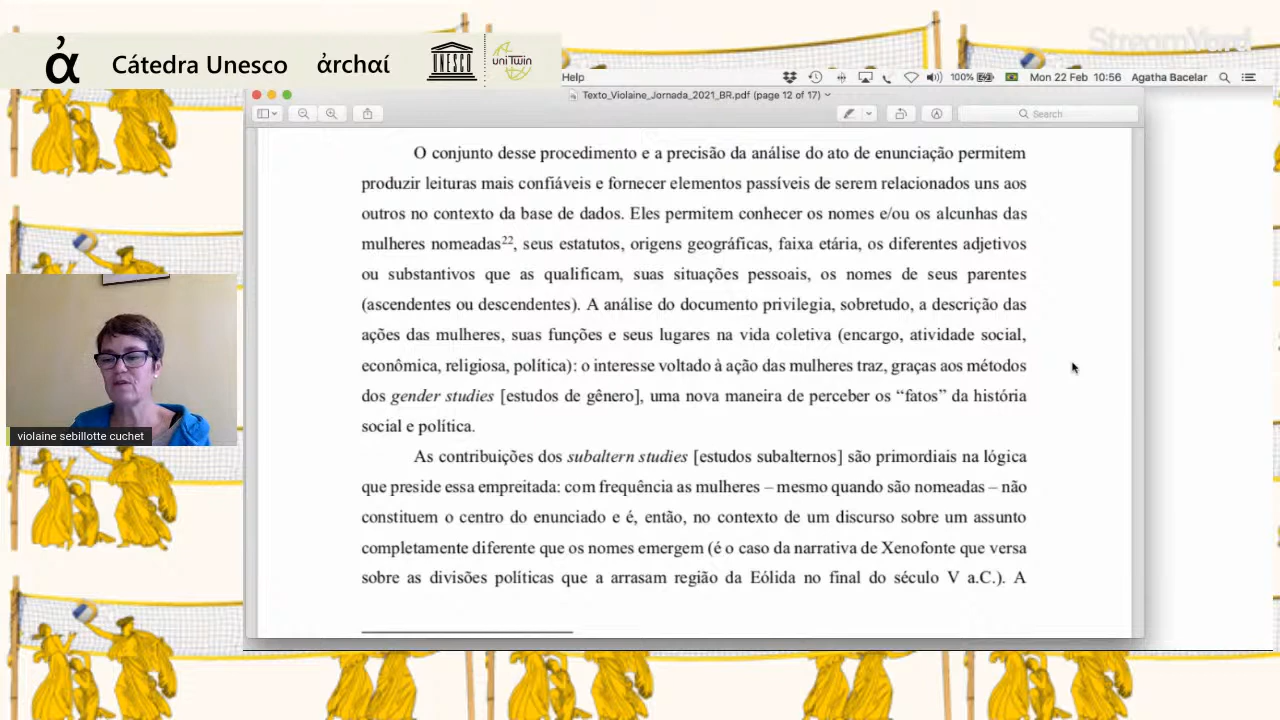 StreamYard
ἀ
Cátedra Unesco
ἀrchaí
UNESCO
uniTwin
Help
100%
Mon 22 Feb 10:56 Agatha Bacelar
Texto_Violaine_Jornada_2021_BR.pdf (page 12 of 17)
Search
O conjunto desse procedimento e a precisão da análise do ato de enunciação permitem
produzir leituras mais confiáveis e fornecer elementos passíveis de serem relacionados uns aos
outros no contexto da base de dados. Eles permitem conhecer os nomes e/ou os alcunhas das
mulheres nomeadas22, seus estatutos, origens geográficas, faixa etária, os diferentes adjetivos
ou substantivos que as qualificam, suas situações pessoais, os nomes de seus parentes
(ascendentes ou descendentes). A análise do documento privilegia, sobretudo, a descrição das
ações das mulheres, suas funções e seus lugares na vida coletiva (encargo, atividade social,
econômica, religiosa, política): o interesse voltado à ação das mulheres traz, graças aos métodos
dos gender studies [estudos de gênero], uma nova maneira de perceber os “fatos” da história
social e política.
As contribuições dos subaltern studies [estudos subalternos] são primordiais na lógica
que preside essa empreitada: com frequência as mulheres – mesmo quando são nomeadas – não
constituem o centro do enunciado e é, então, no contexto de um discurso sobre um assunto
completamente diferente que os nomes emergem (é o caso da narrativa de Xenofonte que versa
sobre as divisões políticas que a arrasam região da Eólida no final do século V a.C.). A
violaine sebillotte cuchet